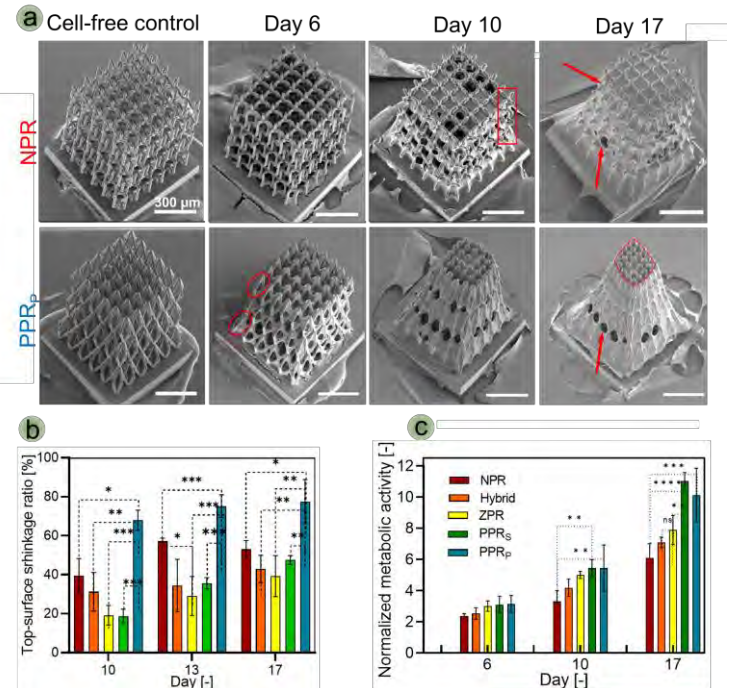 a
Cell-free control Day 6 Day 10 Day 17
NPR
300 µm
PPRP
b
Top-surface srhinkage ratio [%]
100
80
60
40
20
0
* ** *** ***
* *** *** ***
* ** ** **
10 13 17
Day [-]
c
Normalized metabolic activity [-]
12
10
8
6
4
2
0
NPR
Hybrid
ZPR
PPRS
PPRP
** **
*** **** * ns
6 10 17
Day [-]